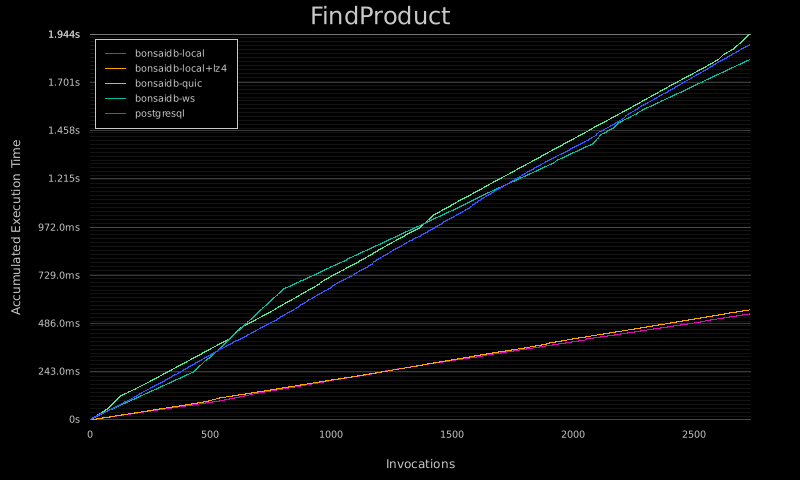 FindProduct
1.944s
1.701s
1.458s
1.215s
972.0ms
729.0ms
486.0ms
243.0ms
0s
Accumulated Execution Time
bonsaidb-local
bonsaidb-local+lz4
bonsaidb-quic
bonsaidb-ws
postgresql
0
500
1000
1500
2000
2500
Invocations